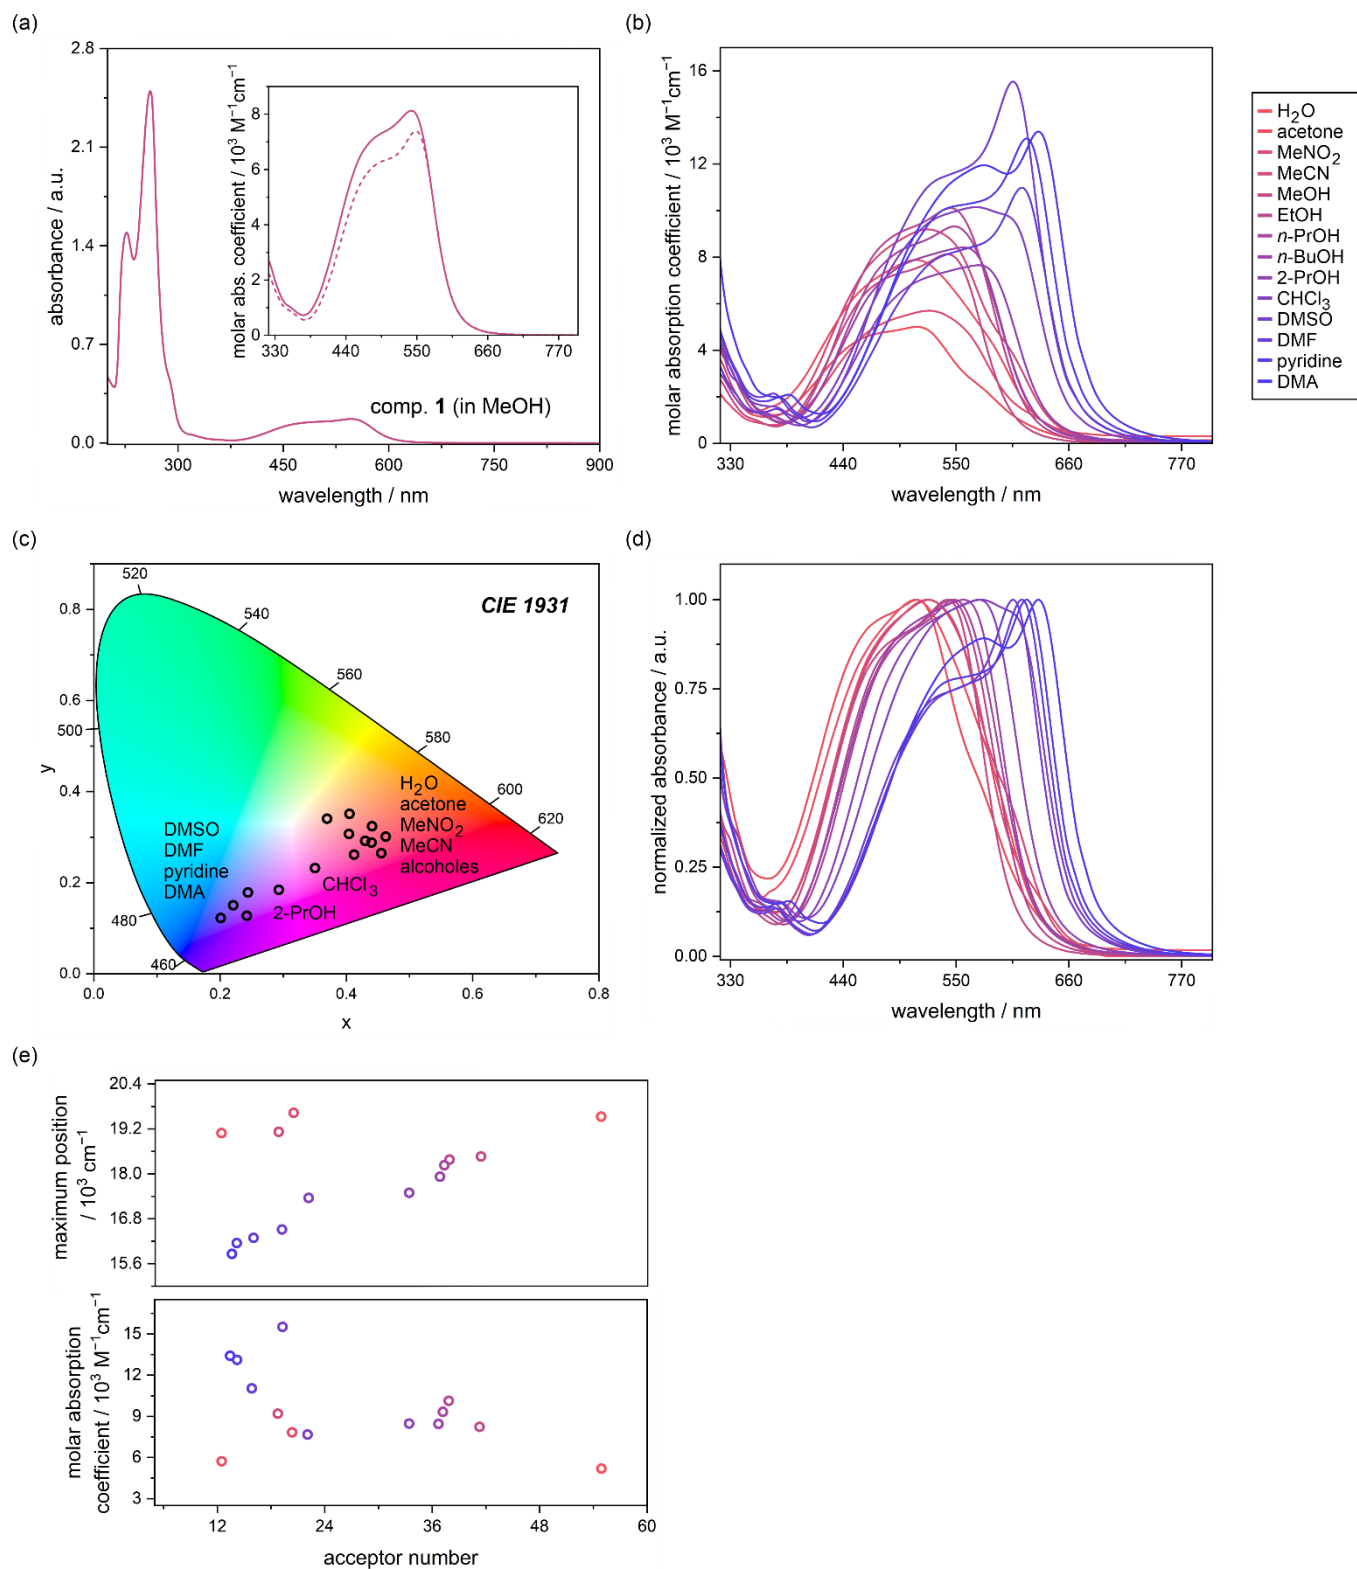 (a)
2.8
2.1
1.4
0.7
0.0
absorbance / a.u.
300
450
600
750
900
wavelength / nm
molar abs. coefficient / 10³ M⁻¹cm⁻¹
8
6
4
2
0
330
440
550
660
770
comp. 1 (in MeOH)
(b)
16
12
8
4
0
molar absorption coefficient / 10³ M⁻¹cm⁻¹
330
440
550
660
770
wavelength / nm
H₂O
acetone
MeNO₂
MeCN
MeOH
EtOH
n-PrOH
n-BuOH
2-PrOH
CHCl₃
DMSO
DMF
pyridine
DMA
(c)
CIE 1931
0.8
0.6
0.4
0.2
0.0
y
0.0
0.2
0.4
0.6
0.8
x
520
540
560
580
600
620
500
480
460
H₂O
acetone
MeNO₂
MeCN
alcoholes
DMSO
DMF
pyridine
DMA
CHCl₃
2-PrOH
(d)
1.00
0.75
0.50
0.25
0.00
normalized absorbance / a.u.
330
440
550
660
770
wavelength / nm
(e)
20.4
19.2
18.0
16.8
15.6
maximum position
/ 10³ cm⁻¹
15
12
9
6
3
molar absorption
coefficient / 10³ M⁻¹cm⁻¹
12
24
36
48
60
acceptor number